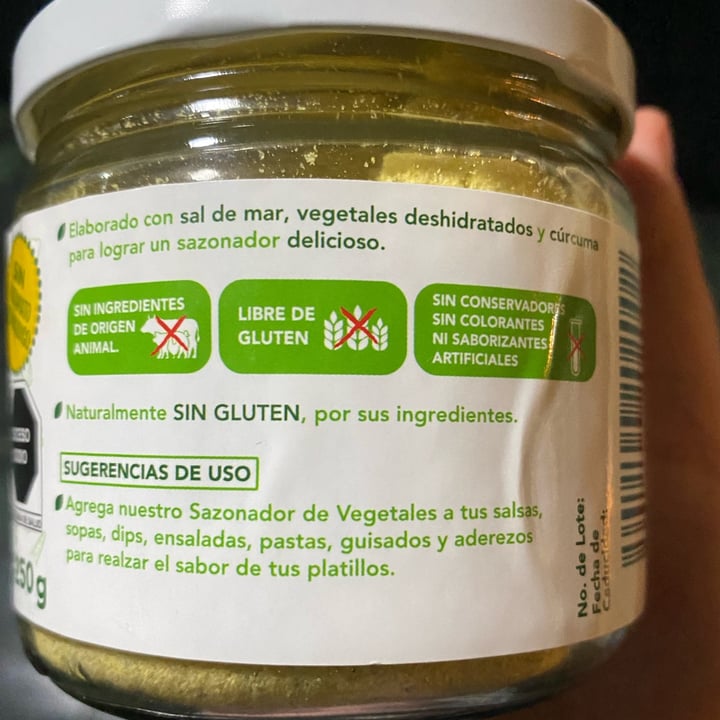 Elaborado con sal de mar, vegetales deshidratados y cúrcuma
para lograr un sazonador delicioso.
SIN INGREDIENTES
DE ORIGEN
ANIMAL.
LIBRE DE
GLUTEN
SIN CONSERVADORES
SIN COLORANTES
NI SABORIZANTES
ARTIFICIALES
Naturalmente SIN GLUTEN, por sus ingredientes.
SUGERENCIAS DE USO
Agrega nuestro Sazonador de Vegetales a tus salsas,
sopas, dips, ensaladas, pastas, guisados y aderezos
para realzar el sabor de tus platillos.
250 g
No. de Lote:
Fecha de
Caducidad: